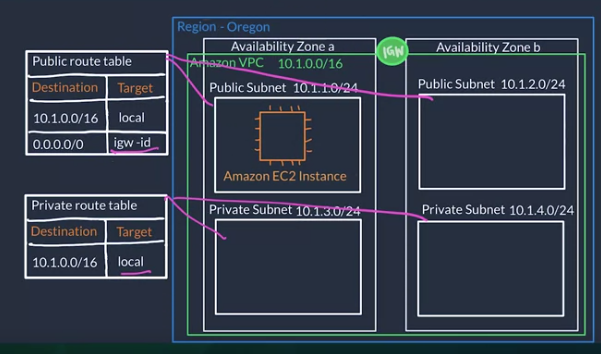 Region - Oregon
Availability Zone a
Availability Zone b
IGW
Amazon VPC 10.1.0.0/16
Public route table
Destination Target
10.1.0.0/16 local
0.0.0.0/0 igw-id
Public Subnet 10.1.1.0/24
Public Subnet 10.1.2.0/24
Amazon EC2 Instance
Private route table
Destination Target
10.1.0.0/16 local
Private Subnet 10.1.3.0/24
Private Subnet 10.1.4.0/24